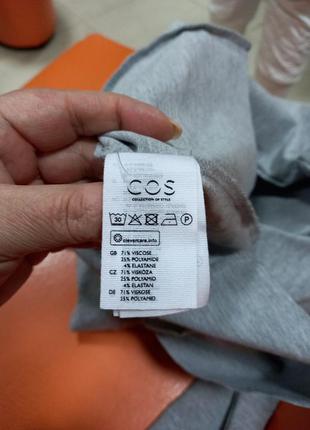 COS
COLLECTION OF STYLE
30
P
clevercare.info
GB 71% VISCOSE
25% POLYAMIDE
4% ELASTANE
CZ 71% VISKÓZA
25% POLYAMID
4% ELASTAN
DE 71% VISKOSE
25% POLYAMID